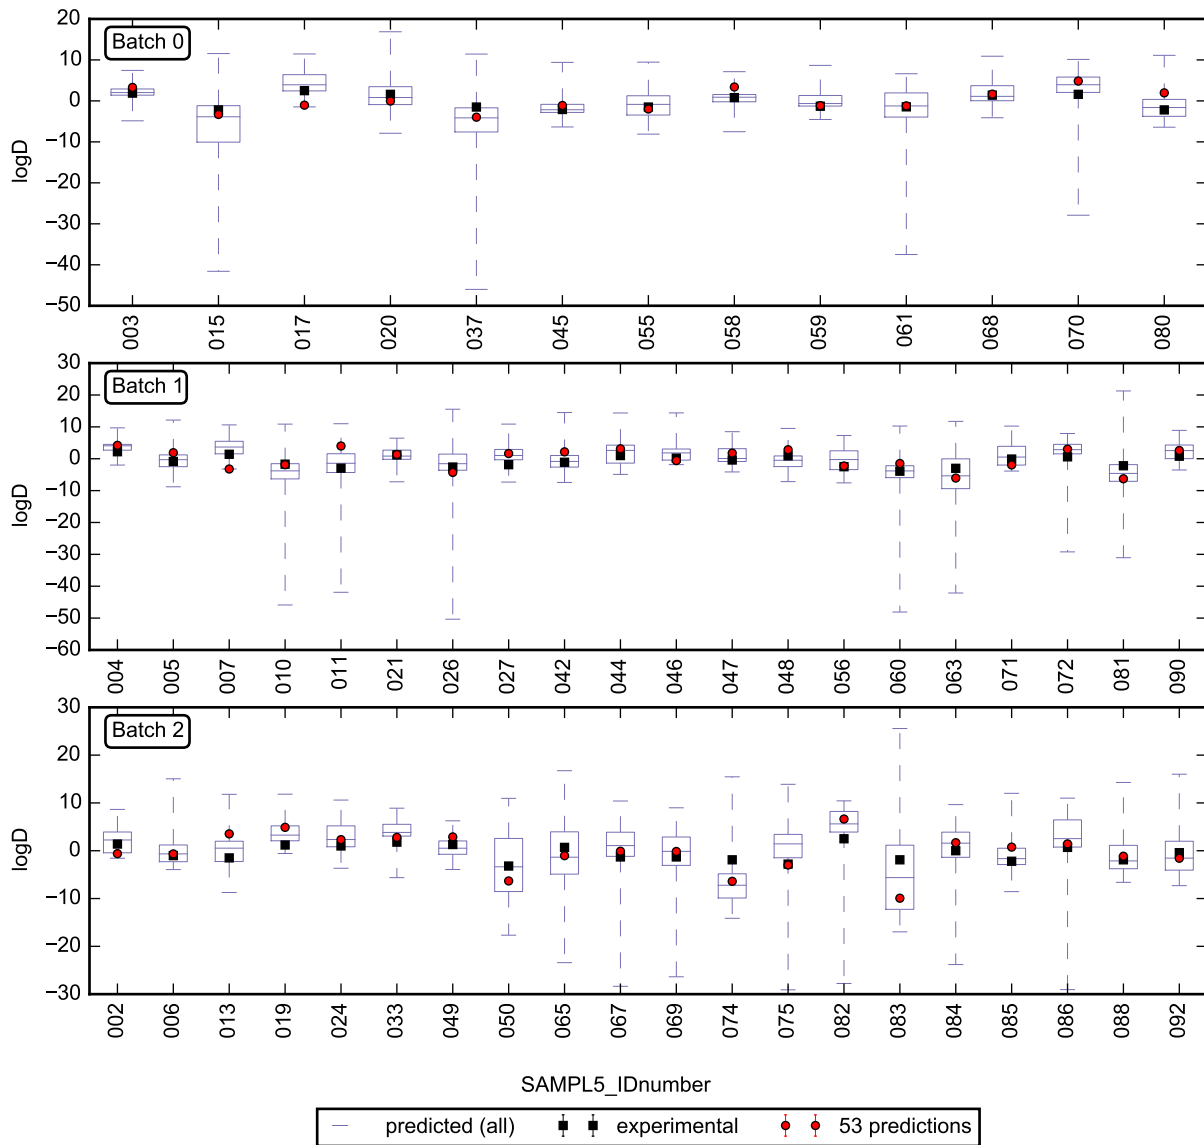 Batch 0
20
10
0
−10
−20
−30
−40
−50
logD
003 015 017 020 037 045 055 058 059 061 068 070 080
Batch 1
30
20
10
0
−10
−20
−30
−40
−50
−60
logD
004 005 007 010 011 021 026 027 042 044 046 047 048 056 060 063 071 072 081 090
Batch 2
30
20
10
0
−10
−20
−30
logD
002 006 013 019 024 033 049 050 065 067 069 074 075 082 083 084 085 086 088 092
SAMPL5_IDnumber
predicted (all) experimental 53 predictions